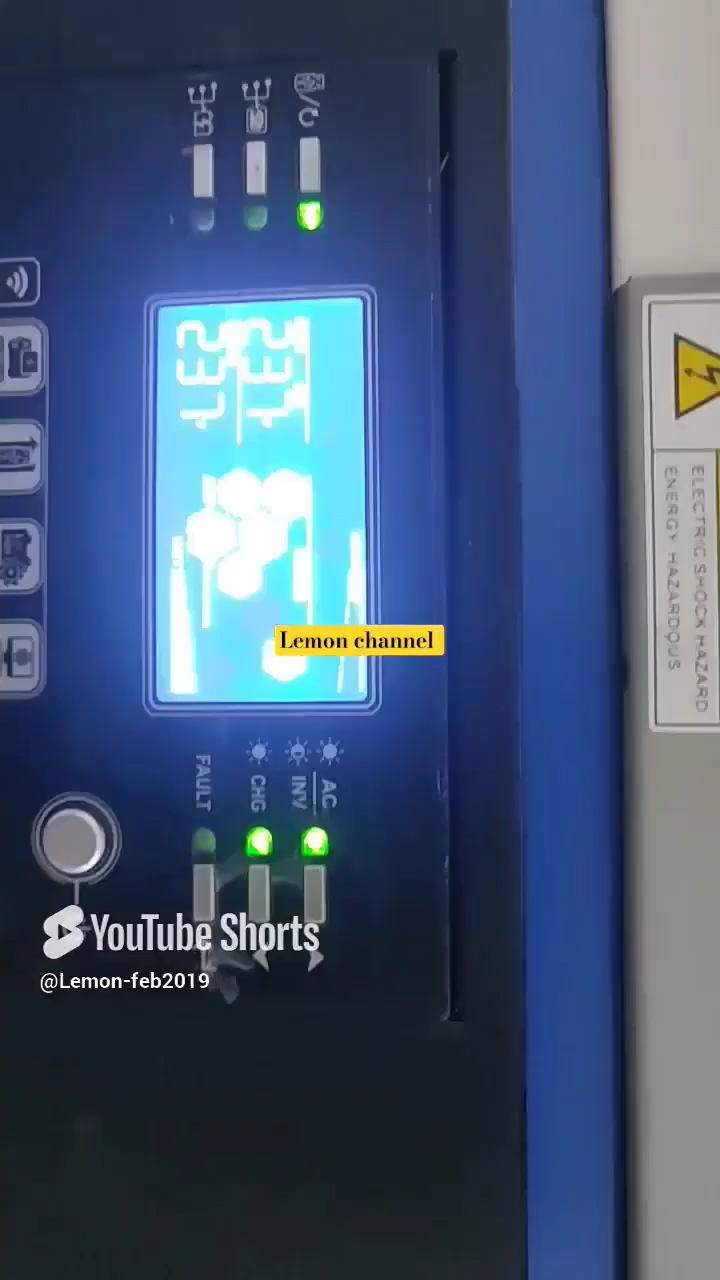 AC
INV
CHG
FAULT
ELECTRIC SHOCK HAZARD
ENERGY HAZARDOUS
Lemon channel
YouTube Shorts
@Lemon-feb2019